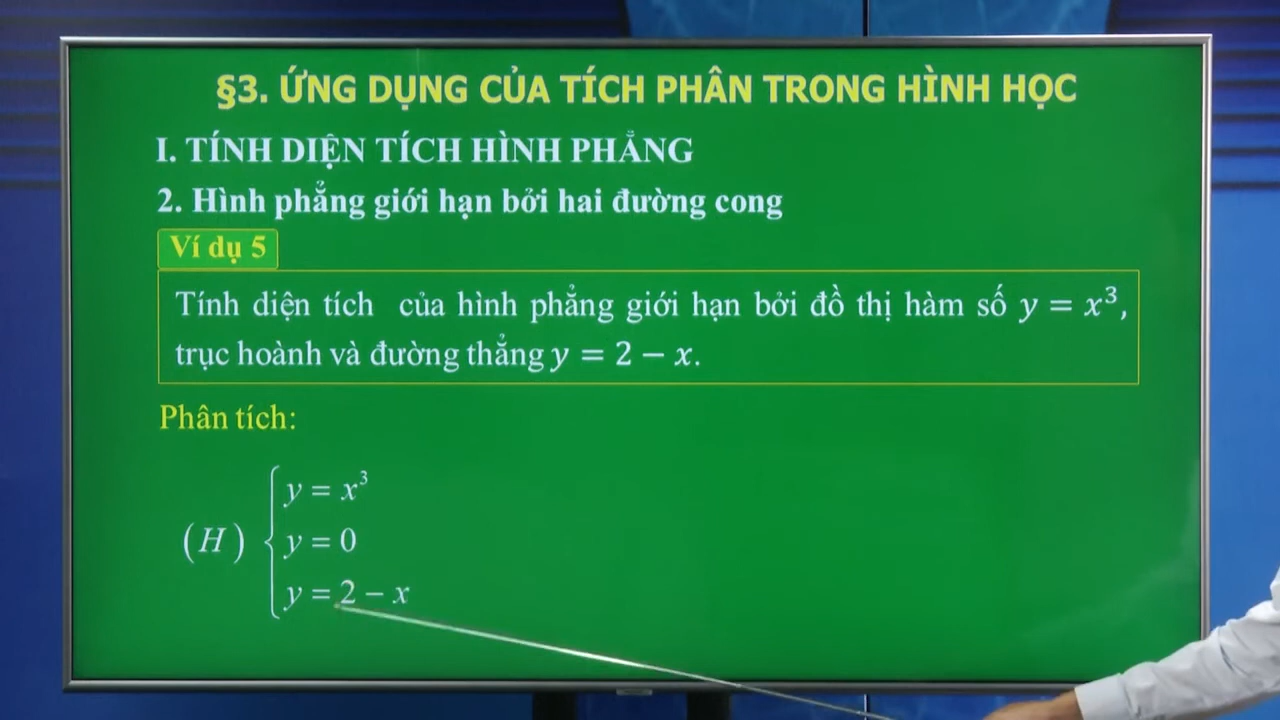 §3. ỨNG DỤNG CỦA TÍCH PHÂN TRONG HÌNH HỌC
I. TÍNH DIỆN TÍCH HÌNH PHẲNG
2. Hình phẳng giới hạn bởi hai đường cong
Ví dụ 5
Tính diện tích của hình phẳng giới hạn bởi đồ thị hàm số y = x³,
trục hoành và đường thẳng y = 2 − x.
Phân tích:
y = x³
(H) { y = 0
y = 2 − x